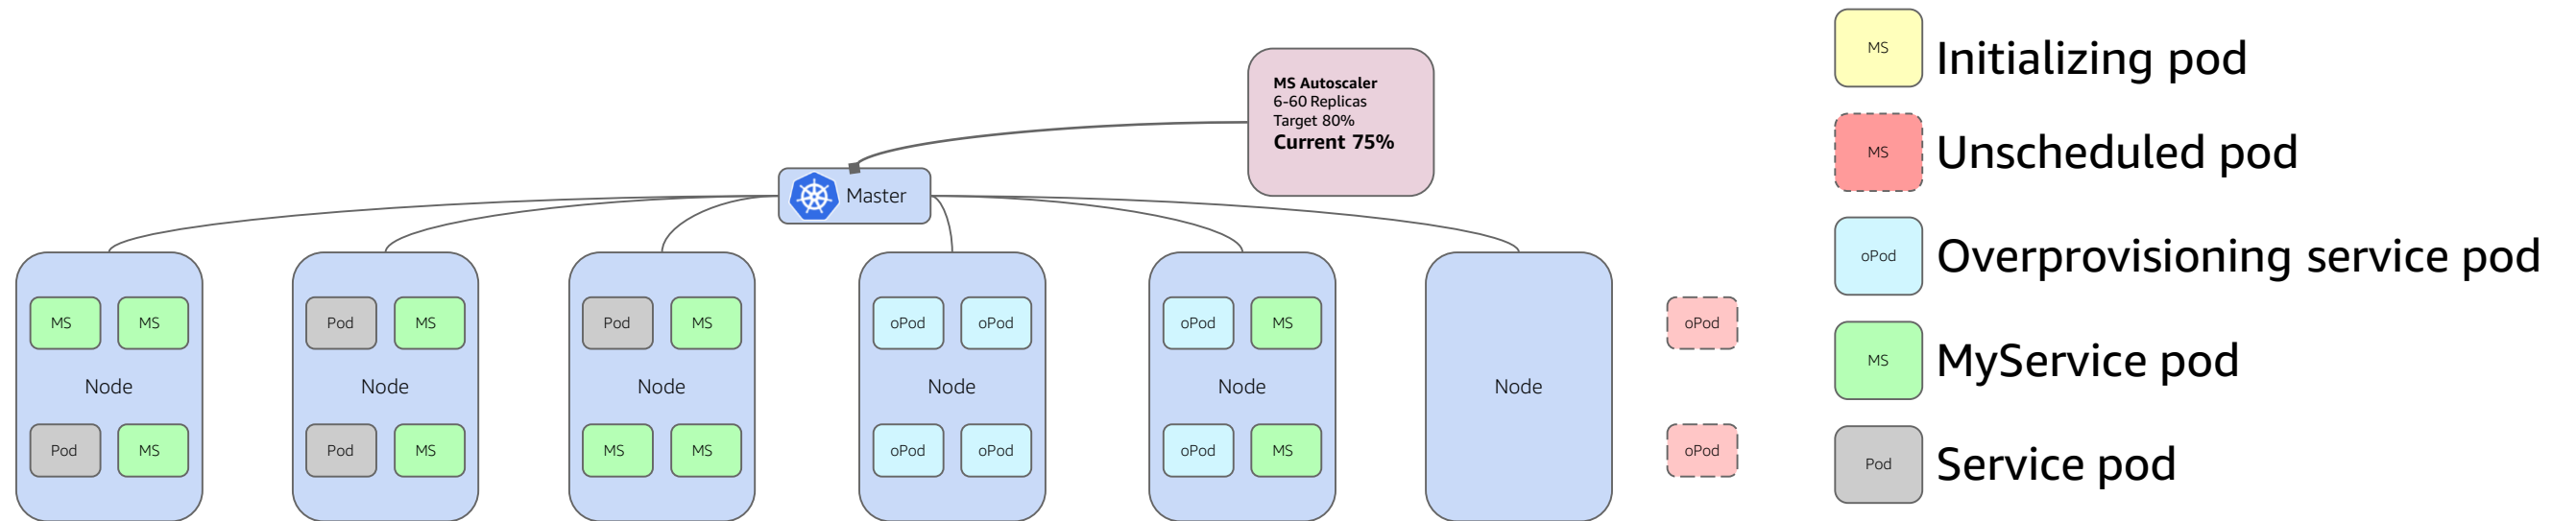 MS Autoscaler
6-60 Replicas
Target 80%
Current 75%
Master
MS MS
Node
Pod MS
Pod MS
Node
Pod MS
Pod MS
Node
MS MS
oPod oPod
Node
oPod oPod
oPod MS
Node
oPod MS
Node
oPod
oPod
MS Initializing pod
MS Unscheduled pod
oPod Overprovisioning service pod
MS MyService pod
Pod Service pod